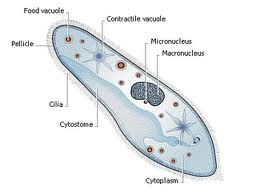 Food vacuole
Contractile vacuole
Pellicle
Micronucleus
Macronucleus
Cilia
Cytostome
Cytoplasm